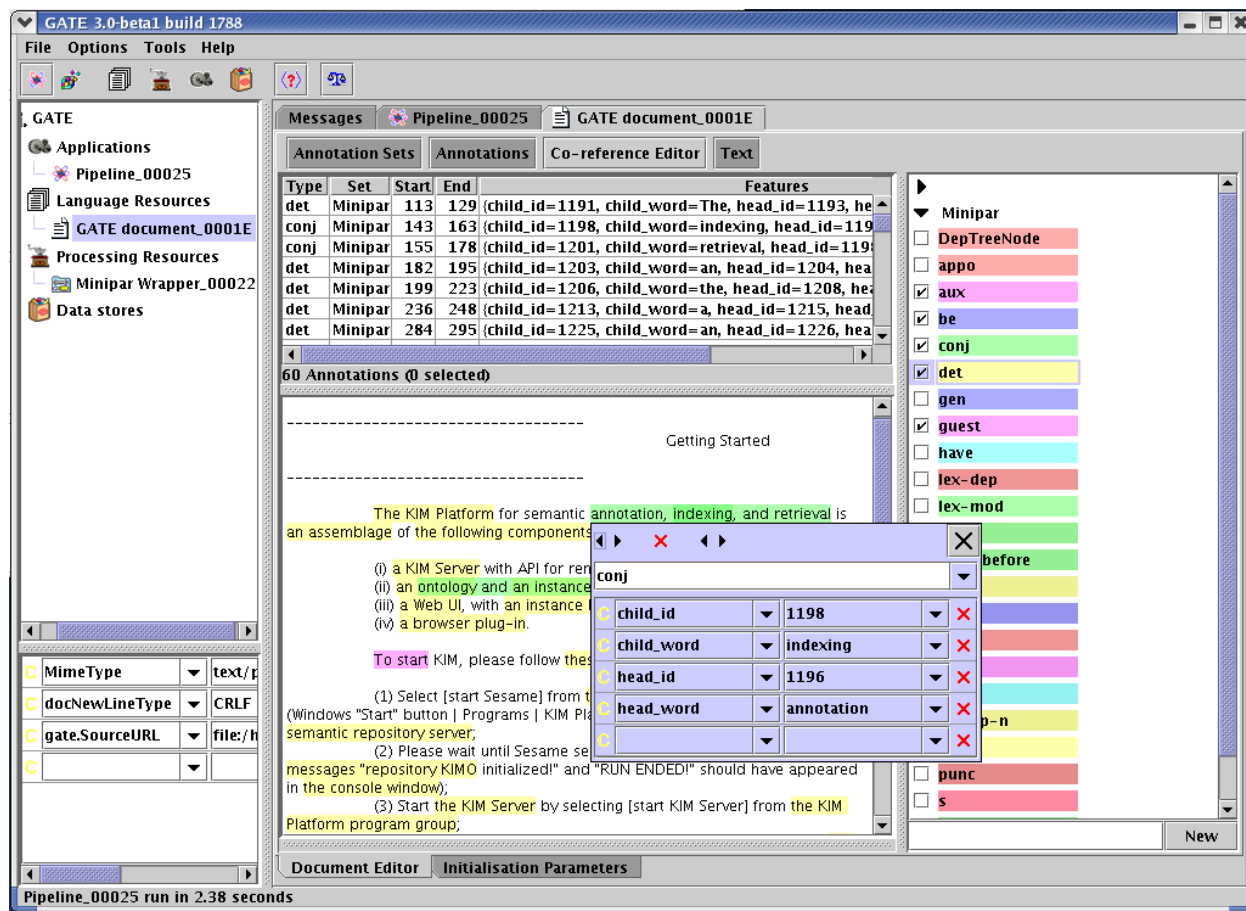 GATE 3.0-beta1 build 1788
File Options Tools Help
GATE
Applications
Pipeline_00025
Language Resources
GATE document_0001E
Processing Resources
Minipar Wrapper_00022
Data stores
MimeType text/p
docNewLineType CRLF
gate.SourceURL file:/h
C
Messages Pipeline_00025 GATE document_0001E
Annotation Sets Annotations Co-reference Editor Text
Type Set Start End Features
det Minipar 113 129 {child_id=1191, child_word=The, head_id=1193, he
conj Minipar 143 163 {child_id=1198, child_word=indexing, head_id=119
conj Minipar 155 178 {child_id=1201, child_word=retrieval, head_id=119
det Minipar 182 195 {child_id=1203, child_word=an, head_id=1204, hea
det Minipar 199 223 {child_id=1206, child_word=the, head_id=1208, hea
det Minipar 236 248 {child_id=1213, child_word=a, head_id=1215, head_
det Minipar 284 295 {child_id=1225, child_word=an, head_id=1226, hea
60 Annotations (0 selected)
----------------------------------
Getting Started
----------------------------------
The KIM Platform for semantic annotation, indexing, and retrieval is
an assemblage of the following components
(i) a KIM Server with API for rem
(ii) an ontology and an instance
(iii) a Web UI, with an instance
(iv) a browser plug-in.
To start KIM, please follow thes
(1) Select [start Sesame] from t
(Windows "Start" button | Programs | KIM Pla
semantic repository server;
(2) Please wait until Sesame se
messages "repository KIMO initialized!" and "RUN ENDED!" should have appeared
in the console window);
(3) Start the KIM Server by selecting [start KIM Server] from the KIM
Platform program group;
conj
C child_id 1198
C child_word indexing
C head_id 1196
C head_word annotation
C
Minipar
DepTreeNode
appo
aux
be
conj
det
gen
guest
have
lex-dep
lex-mod
before
p-n
punc
s
New
Document Editor Initialisation Parameters
Pipeline_00025 run in 2.38 seconds